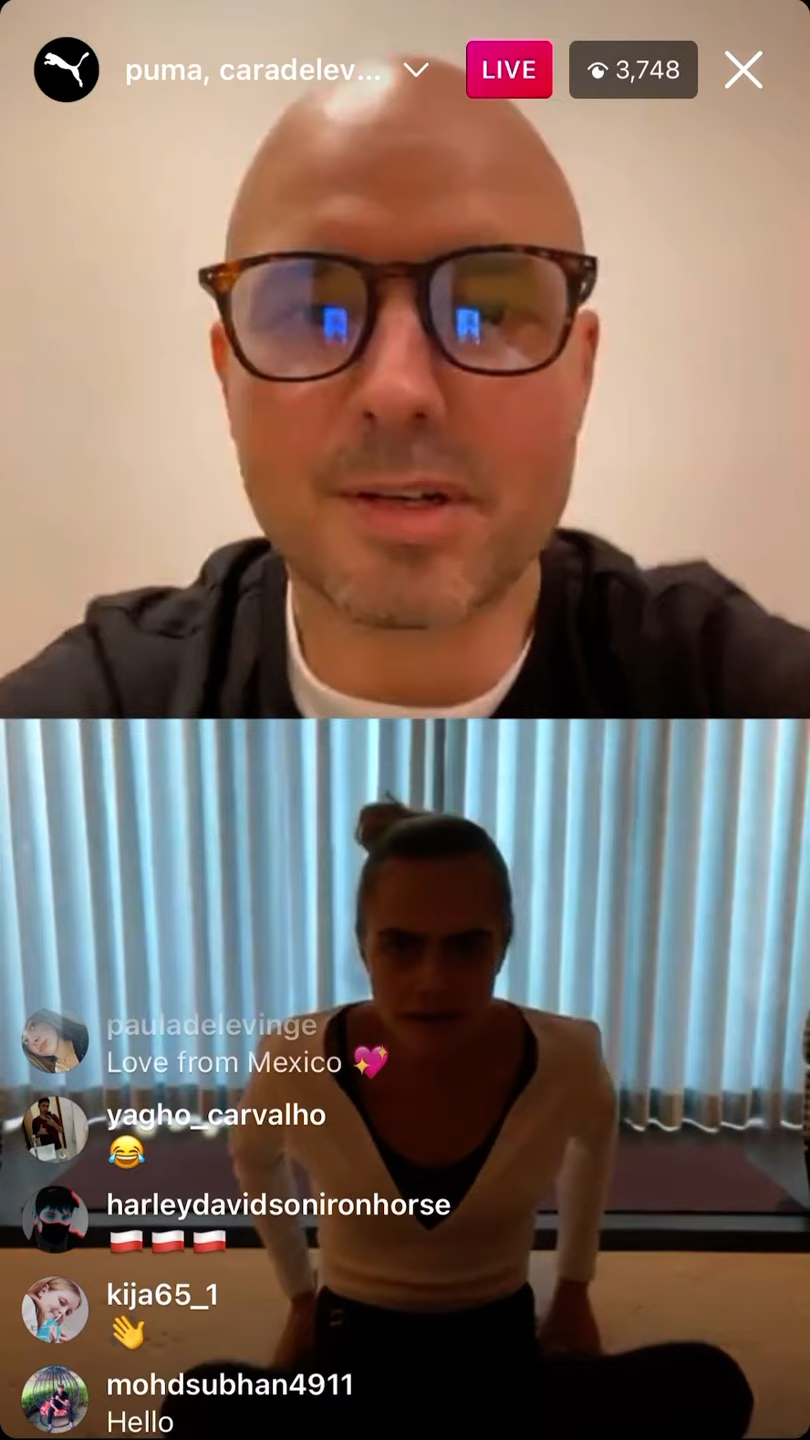 puma, caradelev...
LIVE
3,748
pauladelevinge
Love from Mexico 💖
yagho_carvalho
😂
harleydavidsonironhorse
🇵🇱🇵🇱🇵🇱
kija65_1
👋
mohdsubhan4911
Hello